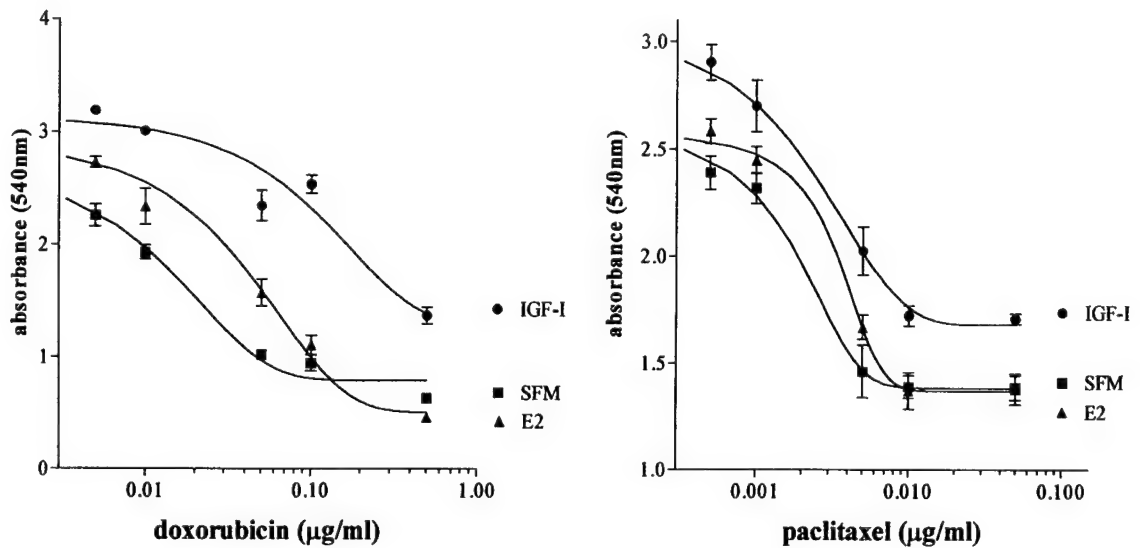 4
3
2
1
0
absorbance (540nm)
0.01 0.10 1.00
doxorubicin (μg/ml)
IGF-I
SFM
E2
3.0
2.5
2.0
1.5
1.0
absorbance (540nm)
0.001 0.010 0.100
paclitaxel (μg/ml)
IGF-I
SFM
E2